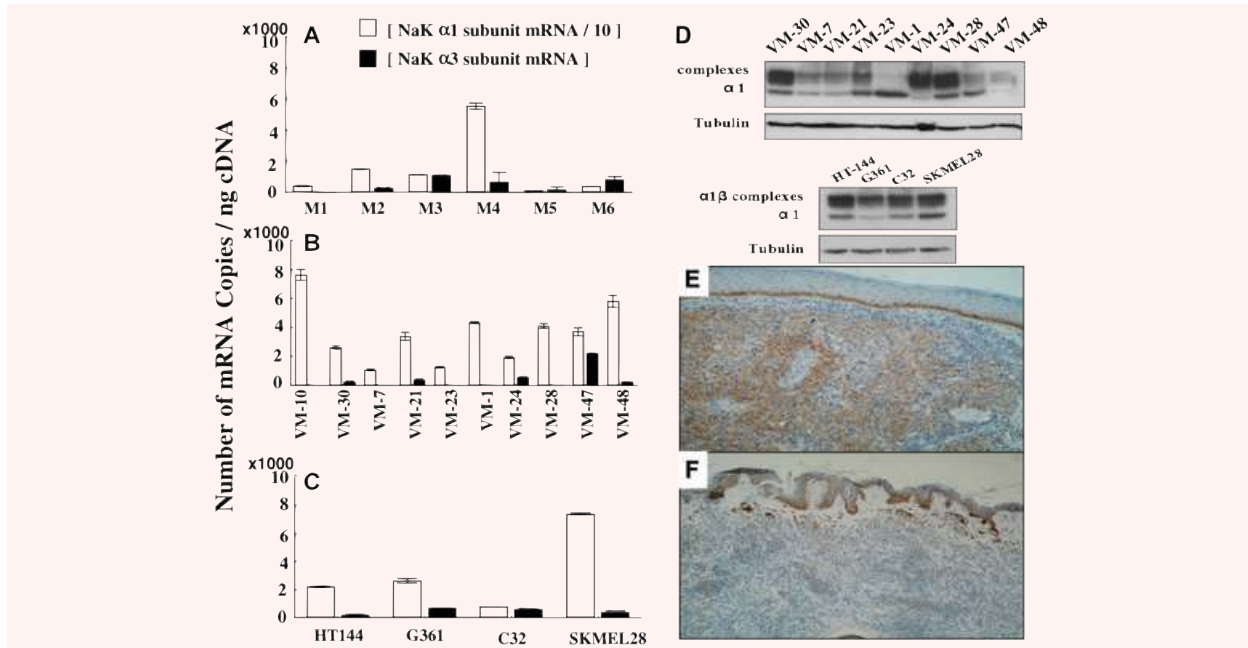 Number of mRNA Copies / ng cDNA
A
x1000
[ NaK α1 subunit mRNA / 10 ]
[ NaK α3 subunit mRNA ]
10
8
6
4
2
0
M1 M2 M3 M4 M5 M6
B
x1000
10
8
6
4
2
0
VM-10 VM-30 VM-7 VM-21 VM-23 VM-1 VM-24 VM-28 VM-47 VM-48
C
x1000
10
8
6
4
2
0
HT144 G361 C32 SKMEL28
D
VM-30 VM-7 VM-21 VM-23 VM-1 VM-24 VM-28 VM-47 VM-48
complexes
α 1
Tubulin
HT-144 G361 C32 SKMEL28
α1β complexes
α 1
Tubulin
E
F